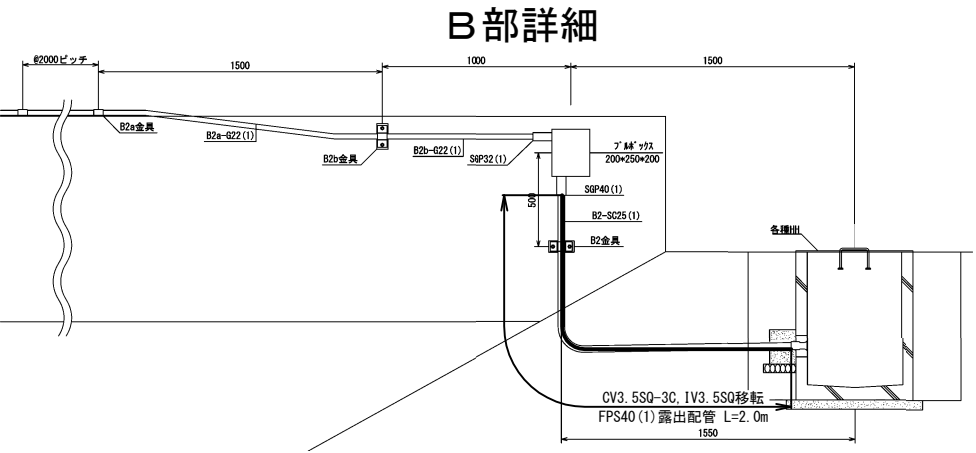 B部詳細
@2000ピッチ
1500
1000
1500
B2a金具
B2a-G22(1)
B2b金具
B2b-G22(1)
SGP32(1)
プルボックス
200*250*200
500
SGP40(1)
B2-SC25(1)
B2金具
各種HH
CV3.5SQ-3C,IV3.5SQ移転
FPS40(1)露出配管 L=2.0m
1550